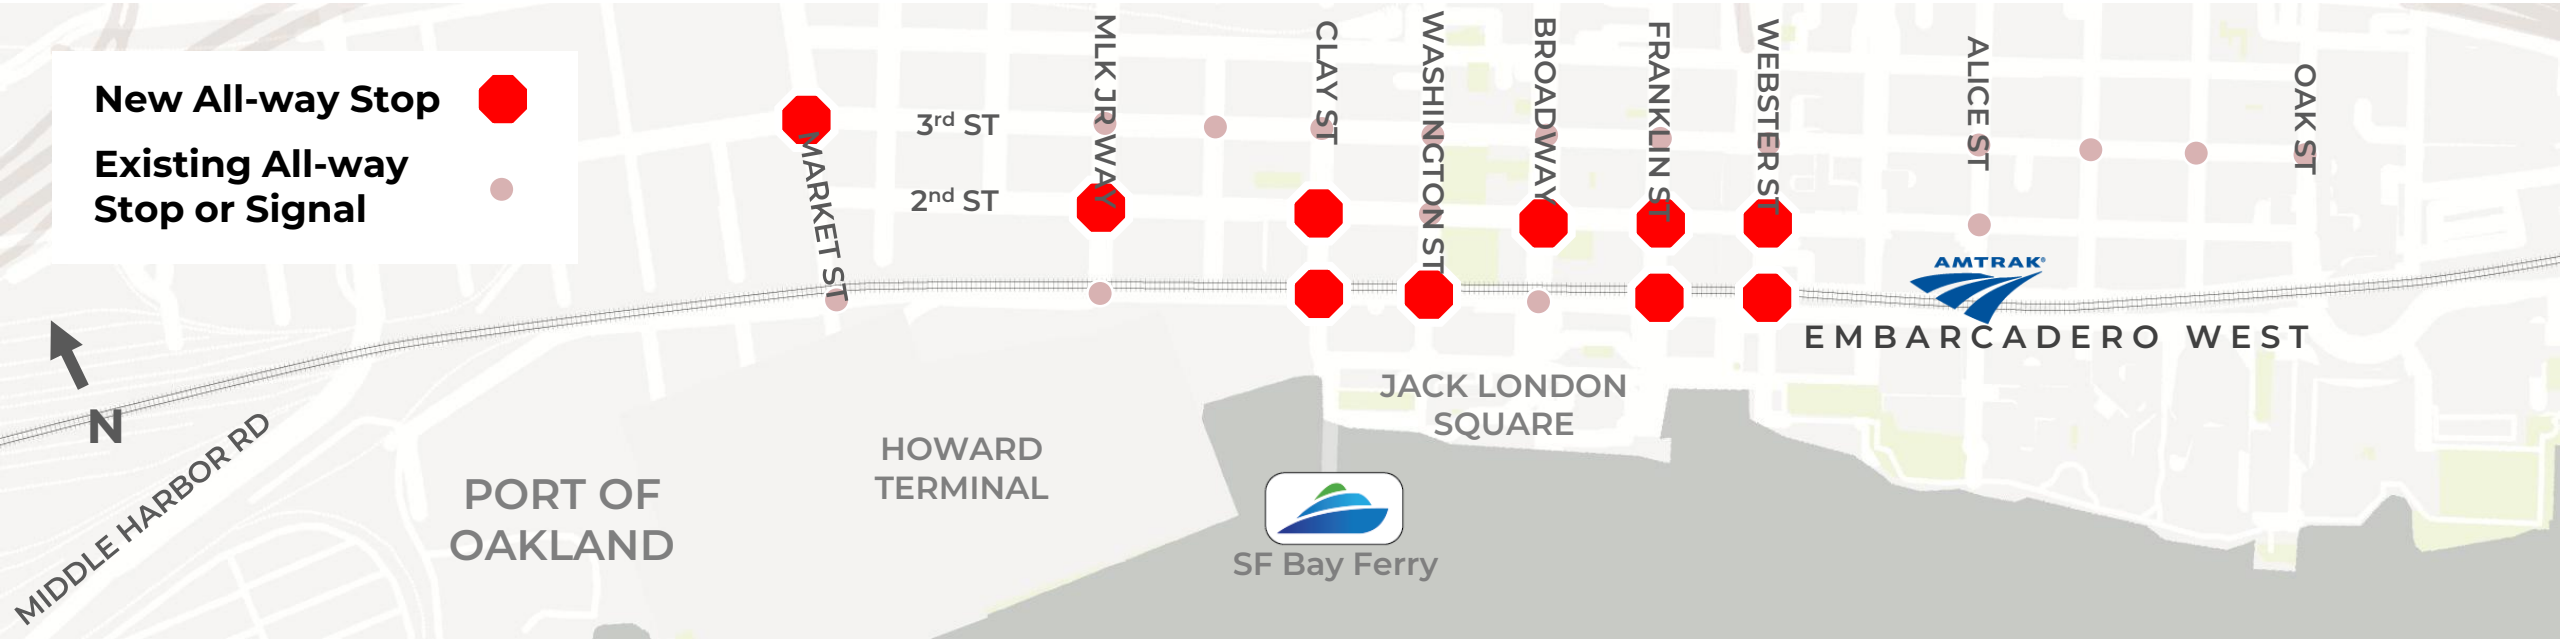 New All-way Stop
Existing All-way
Stop or Signal
MARKET ST
3rd ST
2nd ST
MLK JR WAY
CLAY ST
WASHINGTON ST
BROADWAY
FRANKLIN ST
WEBSTER ST
ALICE ST
OAK ST
AMTRAK
EMBARCADERO WEST
JACK LONDON
SQUARE
N
MIDDLE HARBOR RD
PORT OF
OAKLAND
HOWARD
TERMINAL
SF Bay Ferry